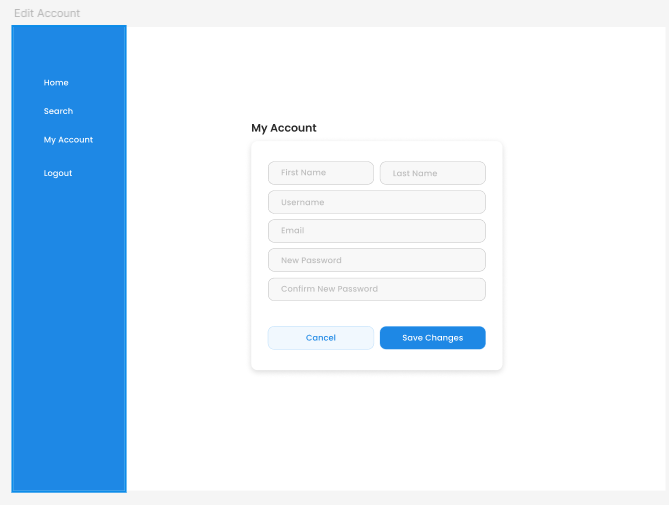 Edit Account
Home
Search
My Account
Logout
My Account
First Name
Last Name
Username
Email
New Password
Confirm New Password
Cancel
Save Changes